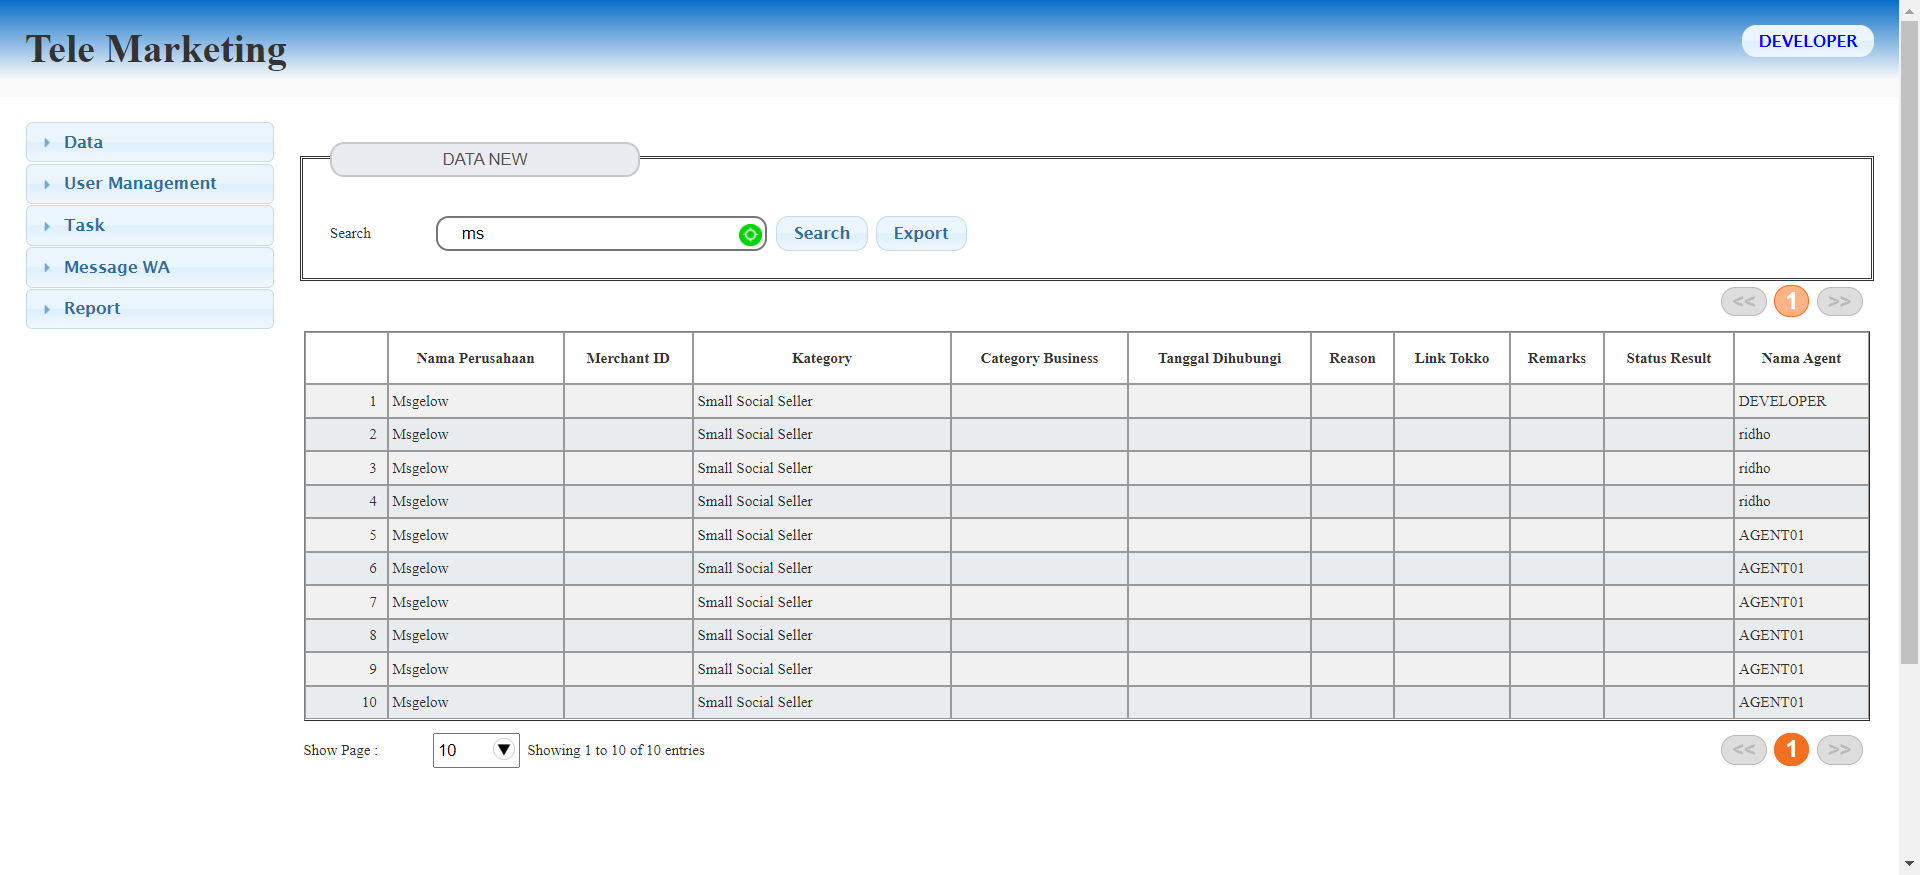 Tele Marketing
DEVELOPER
Data
User Management
Task
Message WA
Report
DATA NEW
Search ms Search Export
<< 1 >>
Nama Perusahaan Merchant ID Kategory Category Business Tanggal Dihubungi Reason Link Tokko Remarks Status Result Nama Agent
1 Msgelow Small Social Seller DEVELOPER
2 Msgelow Small Social Seller ridho
3 Msgelow Small Social Seller ridho
4 Msgelow Small Social Seller ridho
5 Msgelow Small Social Seller AGENT01
6 Msgelow Small Social Seller AGENT01
7 Msgelow Small Social Seller AGENT01
8 Msgelow Small Social Seller AGENT01
9 Msgelow Small Social Seller AGENT01
10 Msgelow Small Social Seller AGENT01
Show Page : 10 Showing 1 to 10 of 10 entries << 1 >>